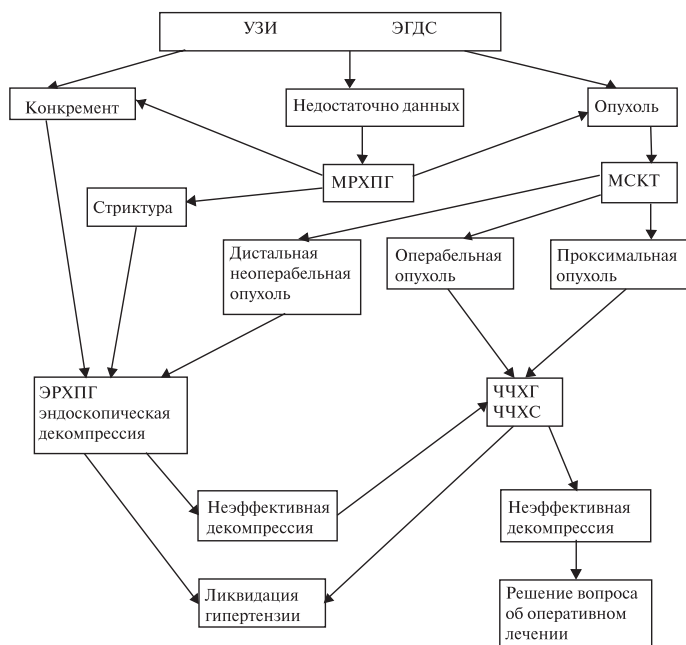 УЗИ ЭГДС
Конкремент
Недостаточно данных
Опухоль
МРХПГ
МСКТ
Стриктура
Дистальная
неоперабельная
опухоль
Операбельная
опухоль
Проксимальная
опухоль
ЭРХПГ
эндоскопическая
декомпрессия
ЧЧХГ
ЧЧХС
Неэффективная
декомпрессия
Неэффективная
декомпрессия
Ликвидация
гипертензии
Решение вопроса
об оперативном
лечении